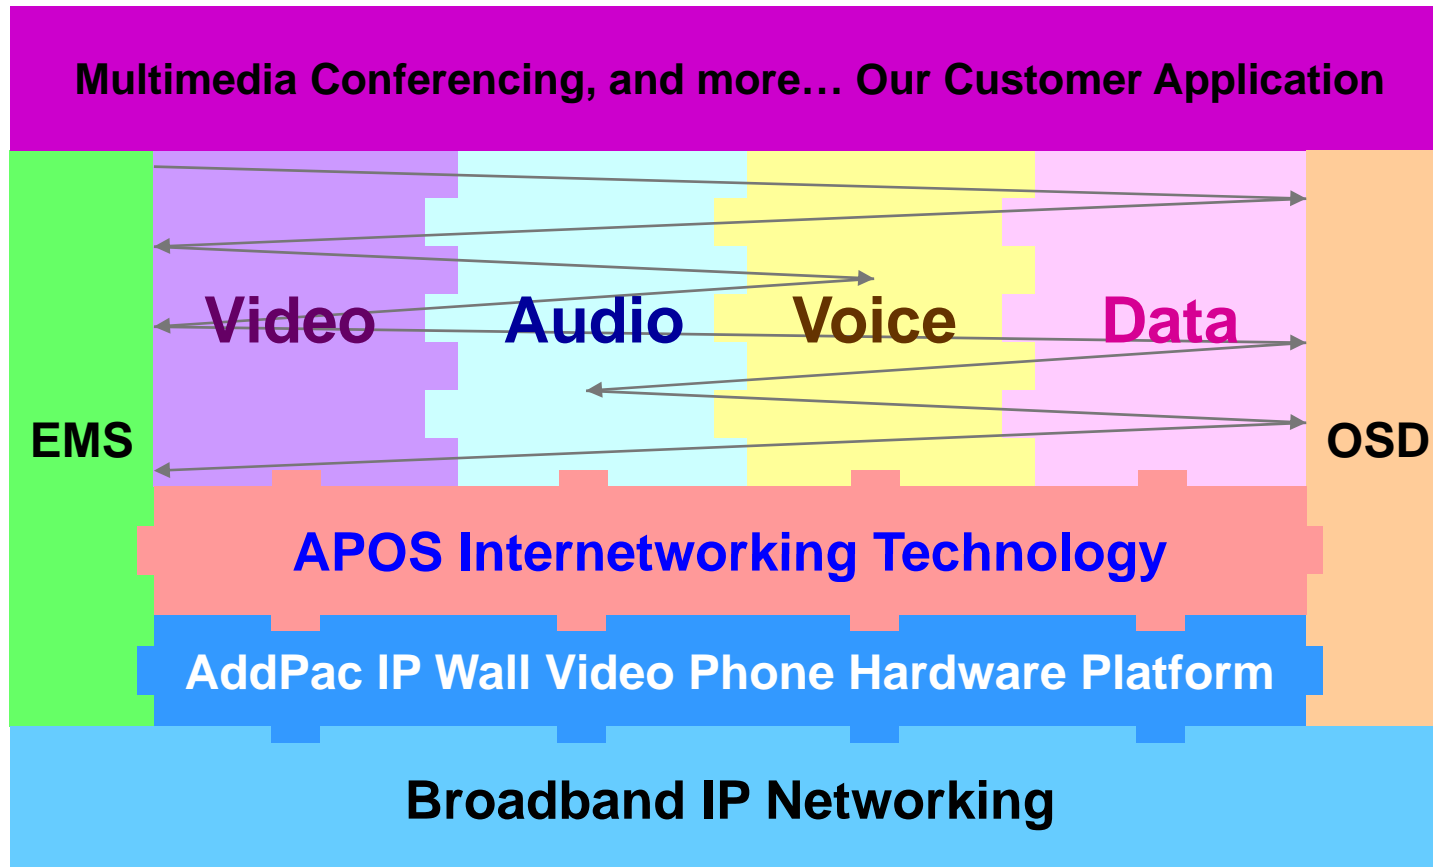 Multimedia Conferencing, and more… Our Customer Application
Video Audio Voice Data
EMS
OSD
APOS Internetworking Technology
AddPac IP Wall Video Phone Hardware Platform
Broadband IP Networking